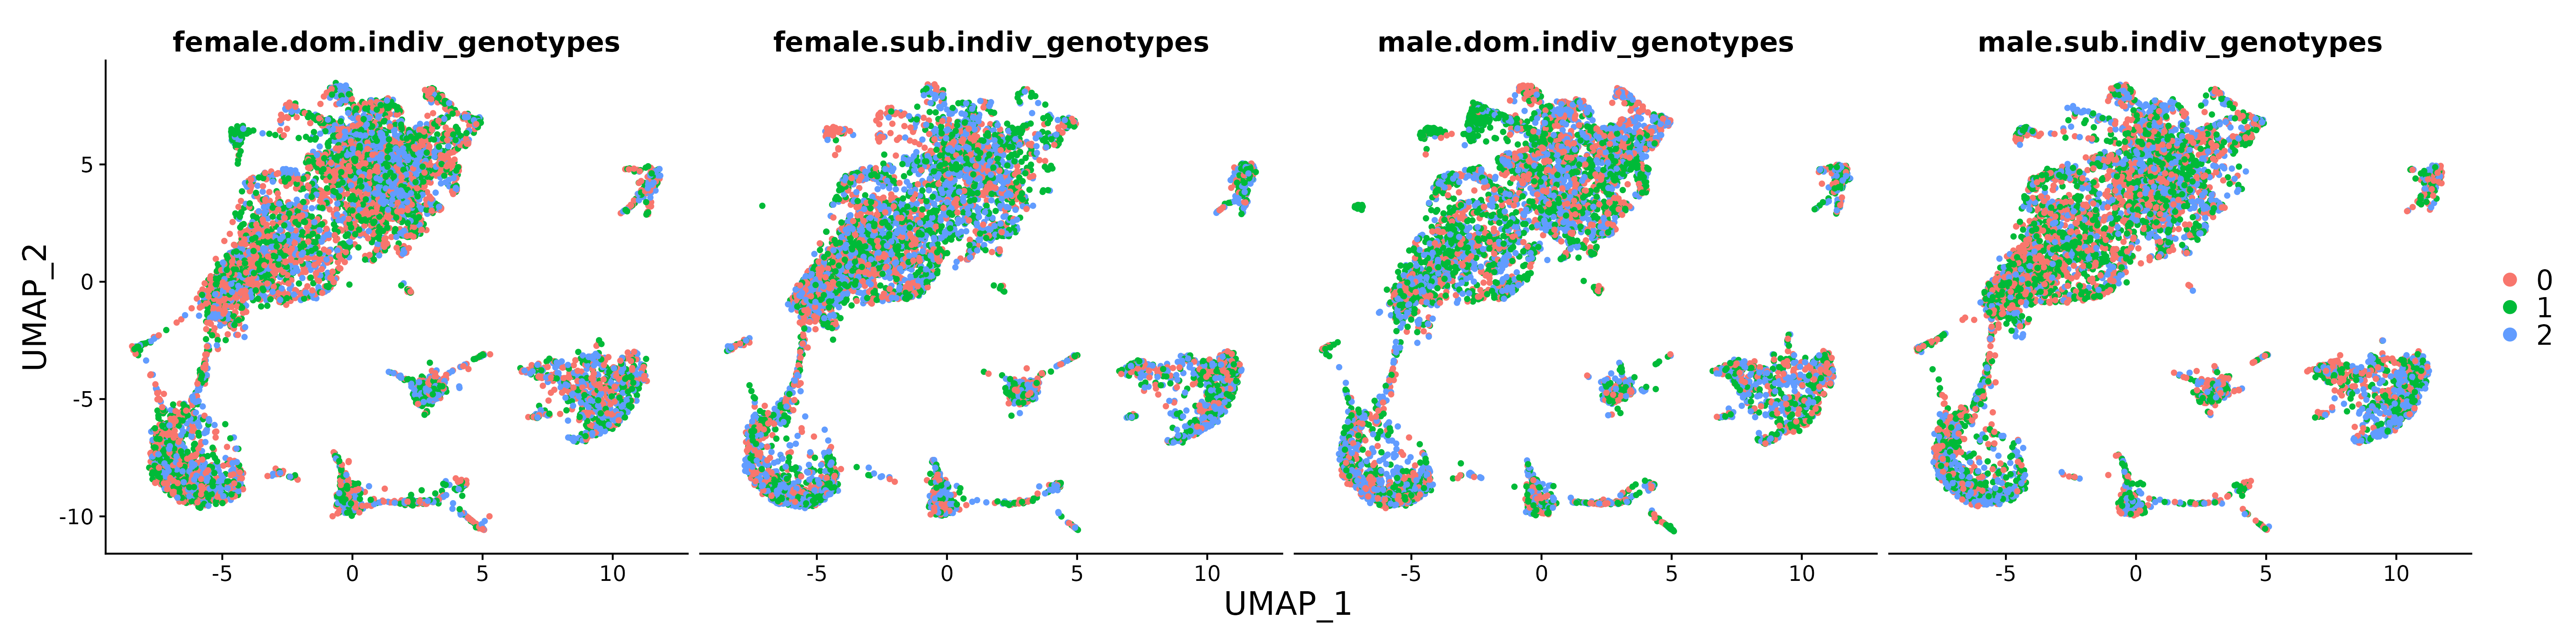 female.dom.indiv_genotypes female.sub.indiv_genotypes male.dom.indiv_genotypes male.sub.indiv_genotypes
UMAP_2
5
0
-5
-10
-5 0 5 10 -5 0 5 10 -5 0 5 10 -5 0 5 10
UMAP_1
0
1
2